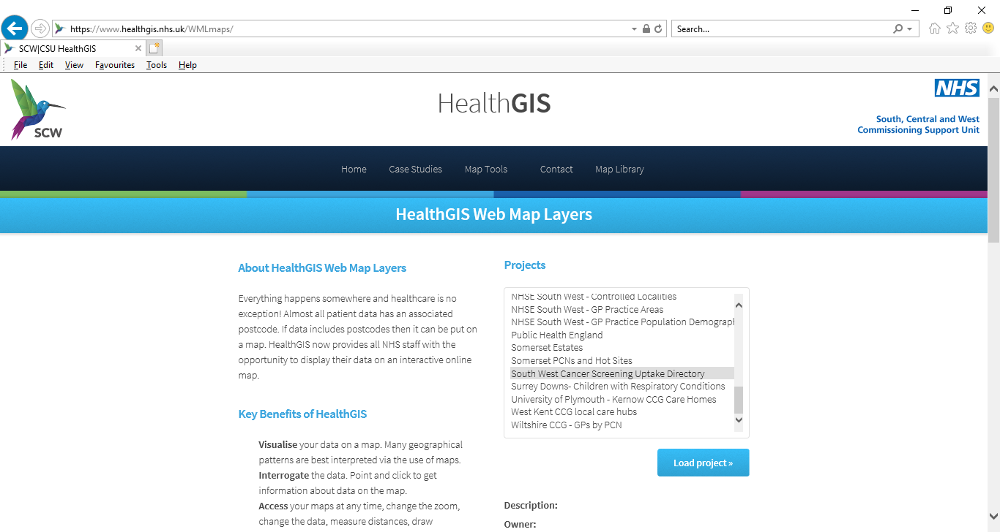 https://www.healthgis.nhs.uk/WMLmaps/
Search...
SCW|CSU HealthGIS
File Edit View Favourites Tools Help
SCW
HealthGIS
NHS
South, Central and West
Commissioning Support Unit
Home Case Studies Map Tools Contact Map Library
HealthGIS Web Map Layers
About HealthGIS Web Map Layers
Everything happens somewhere and healthcare is no
exception! Almost all patient data has an associated
postcode. If data includes postcodes then it can be put on
a map. HealthGIS now provides all NHS staff with the
opportunity to display their data on an interactive online
map.
Key Benefits of HealthGIS
Visualise your data on a map. Many geographical
patterns are best interpreted via the use of maps.
Interrogate the data. Point and click to get
information about data on the map.
Access your maps at any time, change the zoom,
change the data, measure distances, draw
Projects
NHSE South West - Controlled Localities
NHSE South West - GP Practice Areas
NHSE South West - GP Practice Population Demograph
Public Health England
Somerset Estates
Somerset PCNs and Hot Sites
South West Cancer Screening Uptake Directory
Surrey Downs- Children with Respiratory Conditions
University of Plymouth - Kernow CCG Care Homes
West Kent CCG local care hubs
Wiltshire CCG - GPs by PCN
Load project »
Description:
Owner: